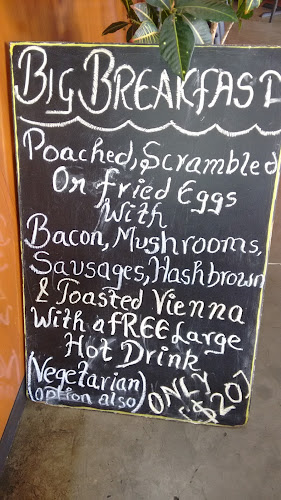 Big BREAKFAST
Poached, Scrambled
Or fried Eggs
With
Bacon, Mushrooms,
Sausages, Hashbrown
& Toasted Vienna
With a FREE Large
Hot Drink
(Vegetarian
option also)
ONLY
$20